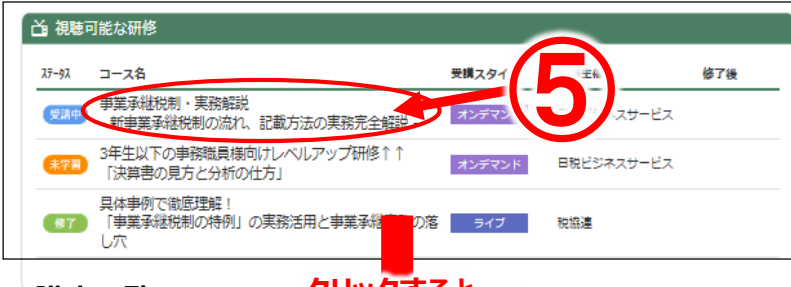 視聴可能な研修
ｽﾃｰﾀｽ コース名 受講スタイ 修了後
受講中 事業承継税制・実務解説 オンデマン スサービス
新事業承継税制の流れ、記載方法の実務完全解説
⑤
未学習 3年生以下の事務職員様向けレベルアップ研修↑↑ オンデマンド 日税ビジネスサービス
「決算書の見方と分析の仕方」
具体事例で徹底理解！
修了 「事業承継税制の特例」の実務活用と事業承継 の落 ライブ 税協連
し穴
クリックすると